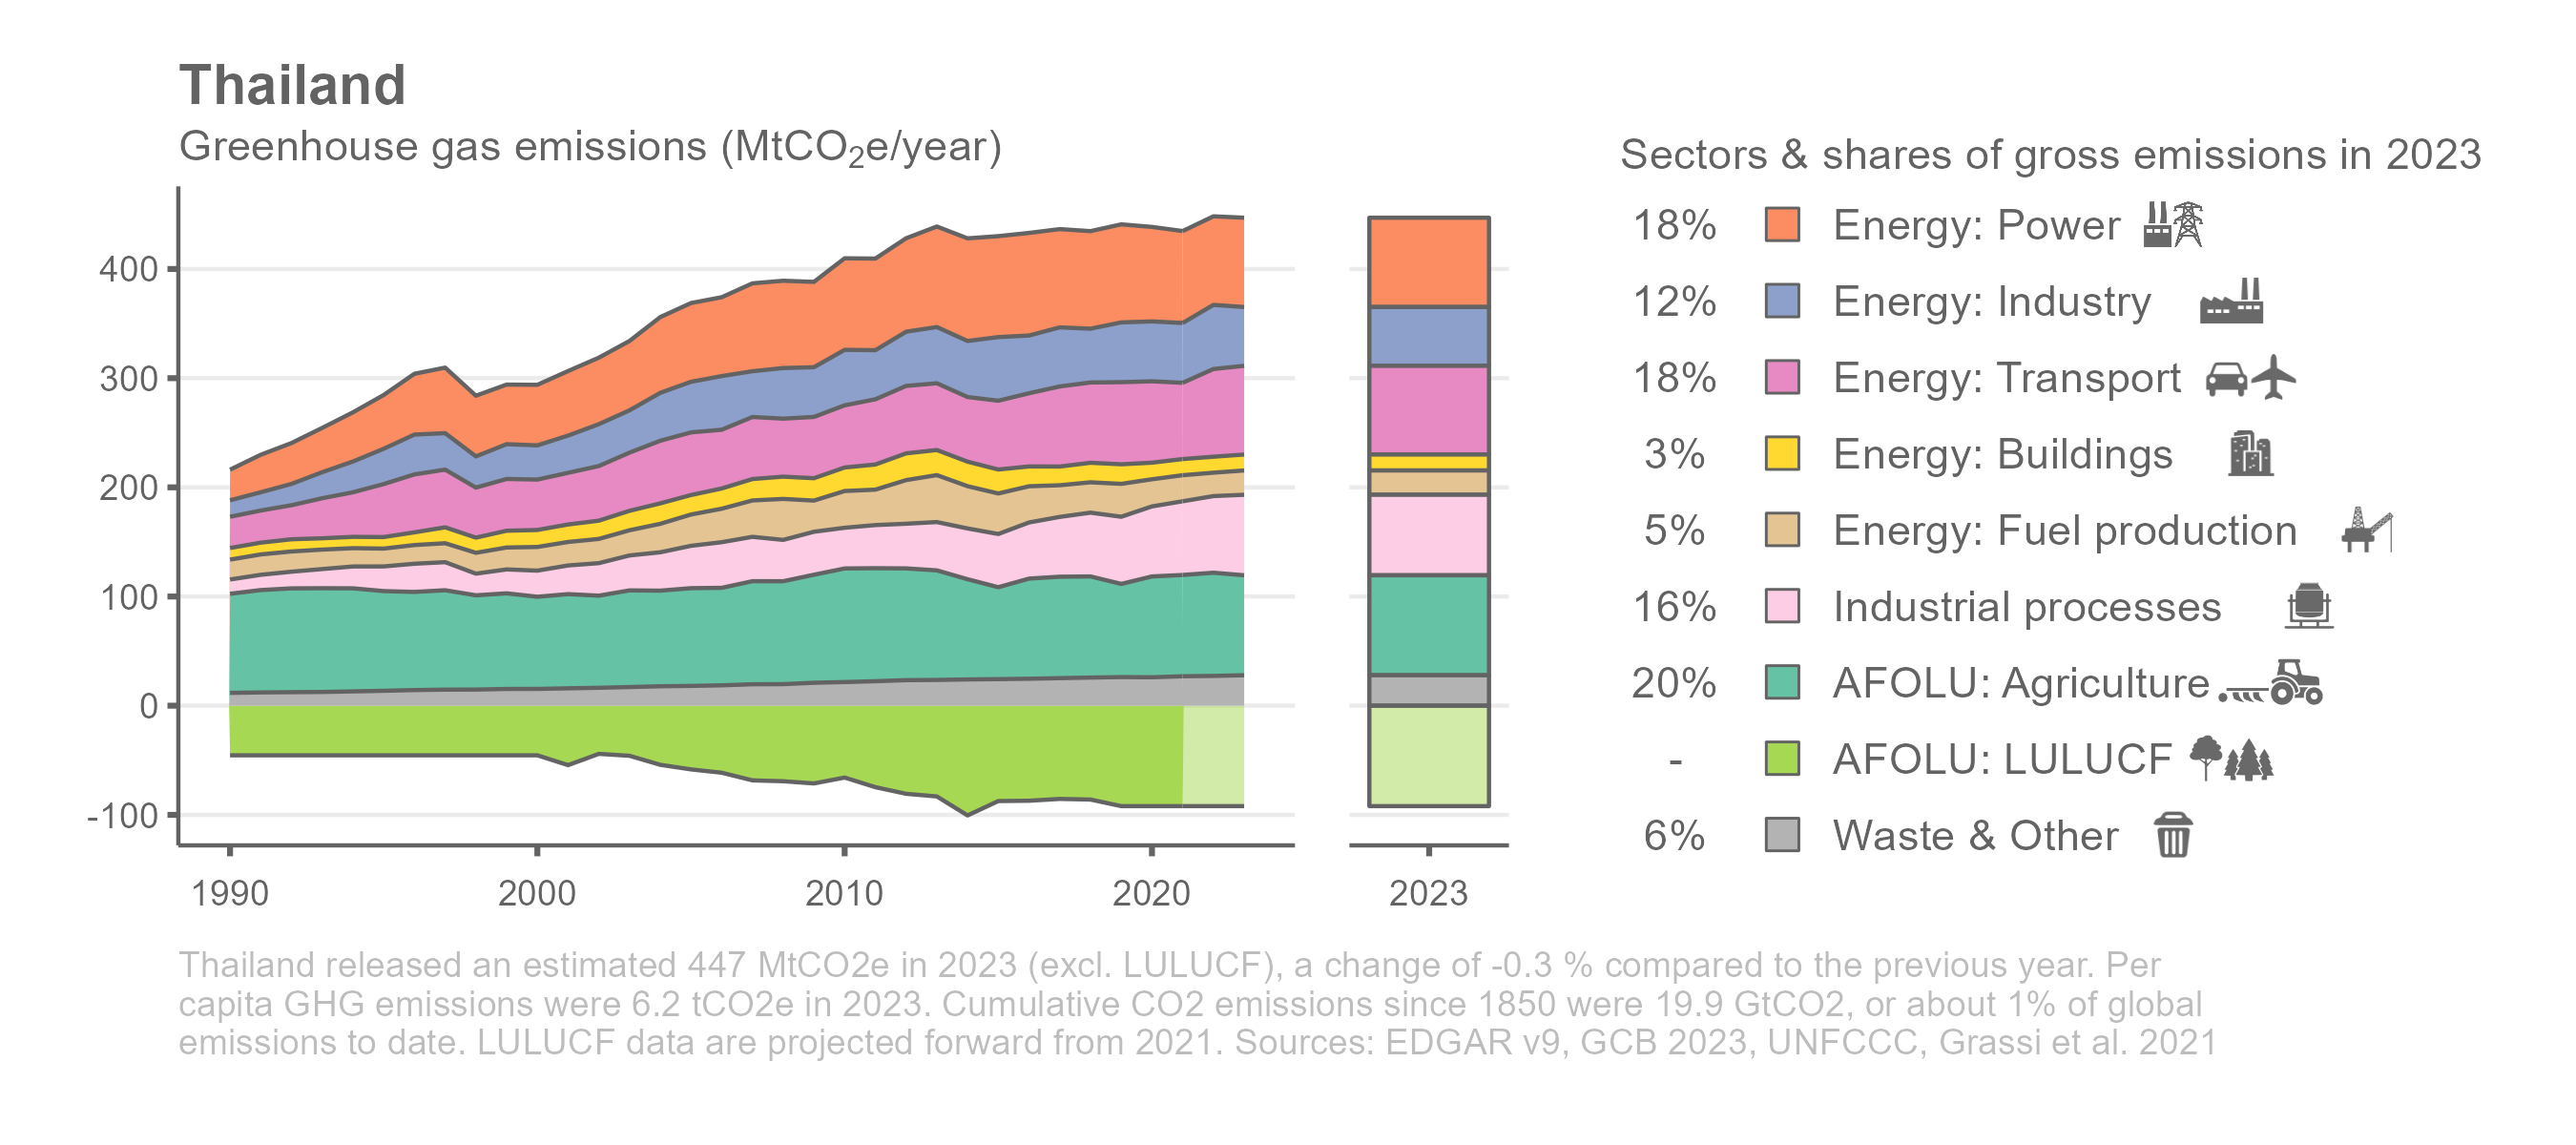 Thailand
Greenhouse gas emissions (MtCO₂e/year)
400
300
200
100
0
-100
1990 2000 2010 2020 2023
Sectors & shares of gross emissions in 2023
18% Energy: Power
12% Energy: Industry
18% Energy: Transport
3% Energy: Buildings
5% Energy: Fuel production
16% Industrial processes
20% AFOLU: Agriculture
- AFOLU: LULUCF
6% Waste & Other
Thailand released an estimated 447 MtCO2e in 2023 (excl. LULUCF), a change of -0.3 % compared to the previous year. Per
capita GHG emissions were 6.2 tCO2e in 2023. Cumulative CO2 emissions since 1850 were 19.9 GtCO2, or about 1% of global
emissions to date. LULUCF data are projected forward from 2021. Sources: EDGAR v9, GCB 2023, UNFCCC, Grassi et al. 2021